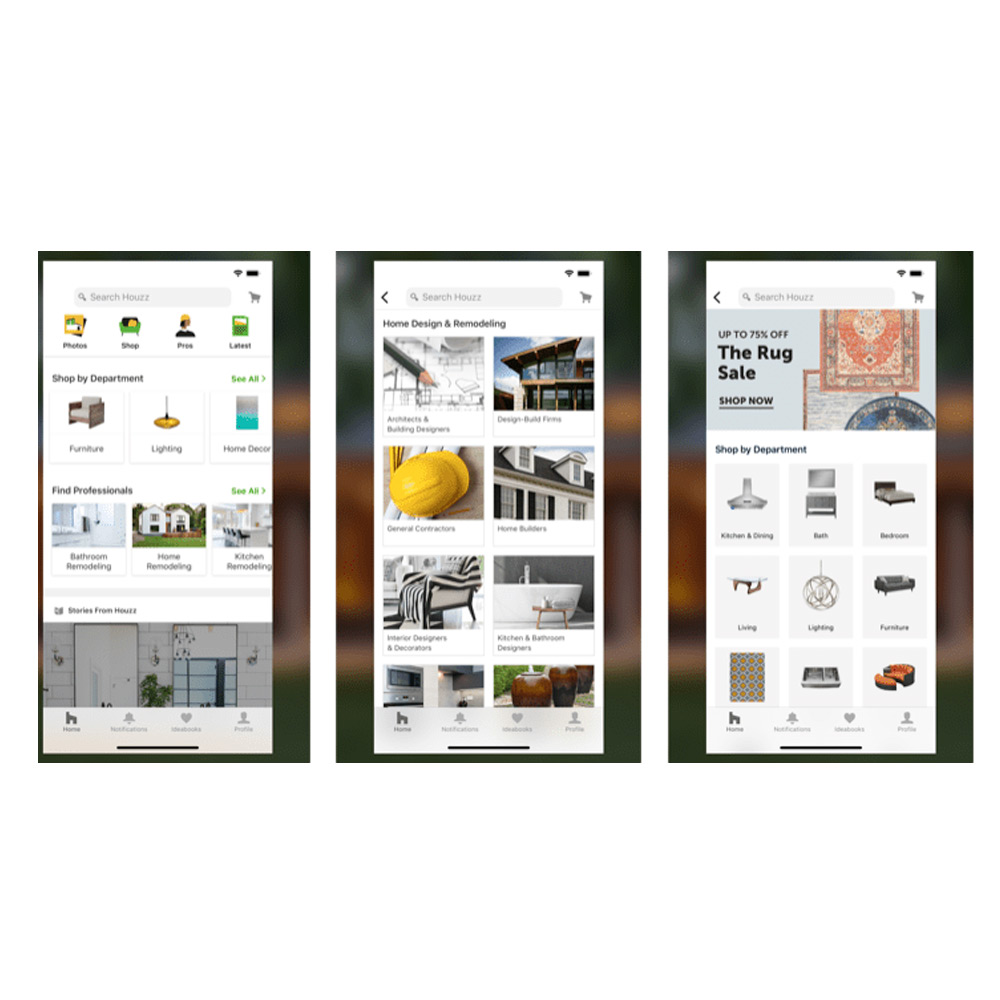 Search Houzz
Photos Shop Pros Latest
Shop by Department See All >
Furniture Lighting Home Decor
Find Professionals See All >
Bathroom Remodeling
Home Remodeling
Kitchen Remodeling
Stories From Houzz
Home Notifications Ideabooks Profile
Search Houzz
Home Design & Remodeling
Architects &
Building Designers
Design-Build Firms
General Contractors
Home Builders
Interior Designers
& Decorators
Kitchen & Bathroom
Designers
Home Notifications Ideabooks Profile
Search Houzz
UP TO 75% OFF
The Rug
Sale
SHOP NOW
Shop by Department
Kitchen & Dining Bath Bedroom
Living Lighting Furniture
Home Notifications Ideabooks Profile